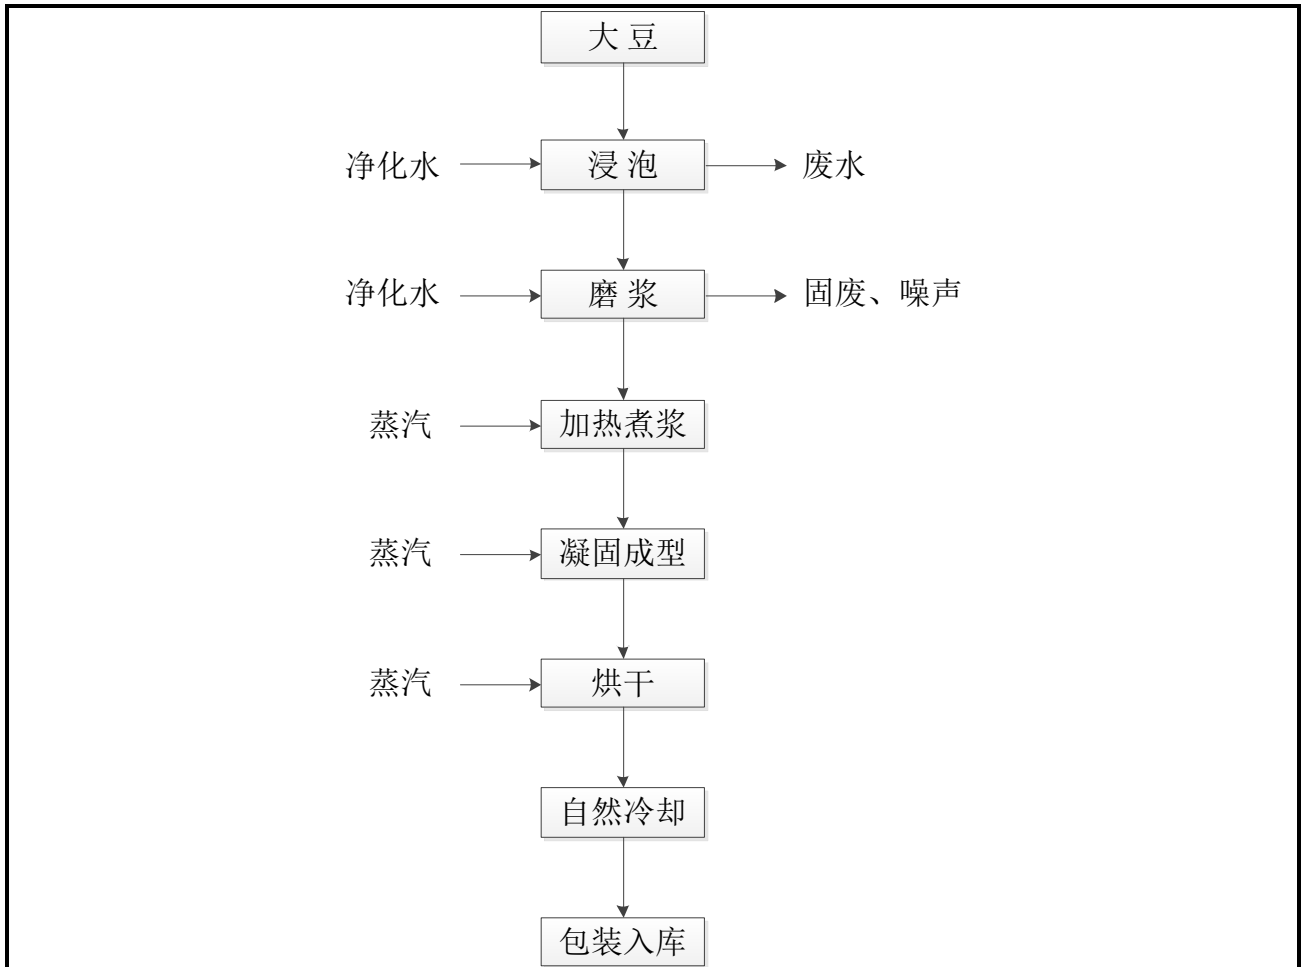 大 豆
净化水 浸 泡 废水
净化水 磨 浆 固废、噪声
蒸汽 加热煮浆
蒸汽 凝固成型
蒸汽 烘干
自然冷却
包装入库